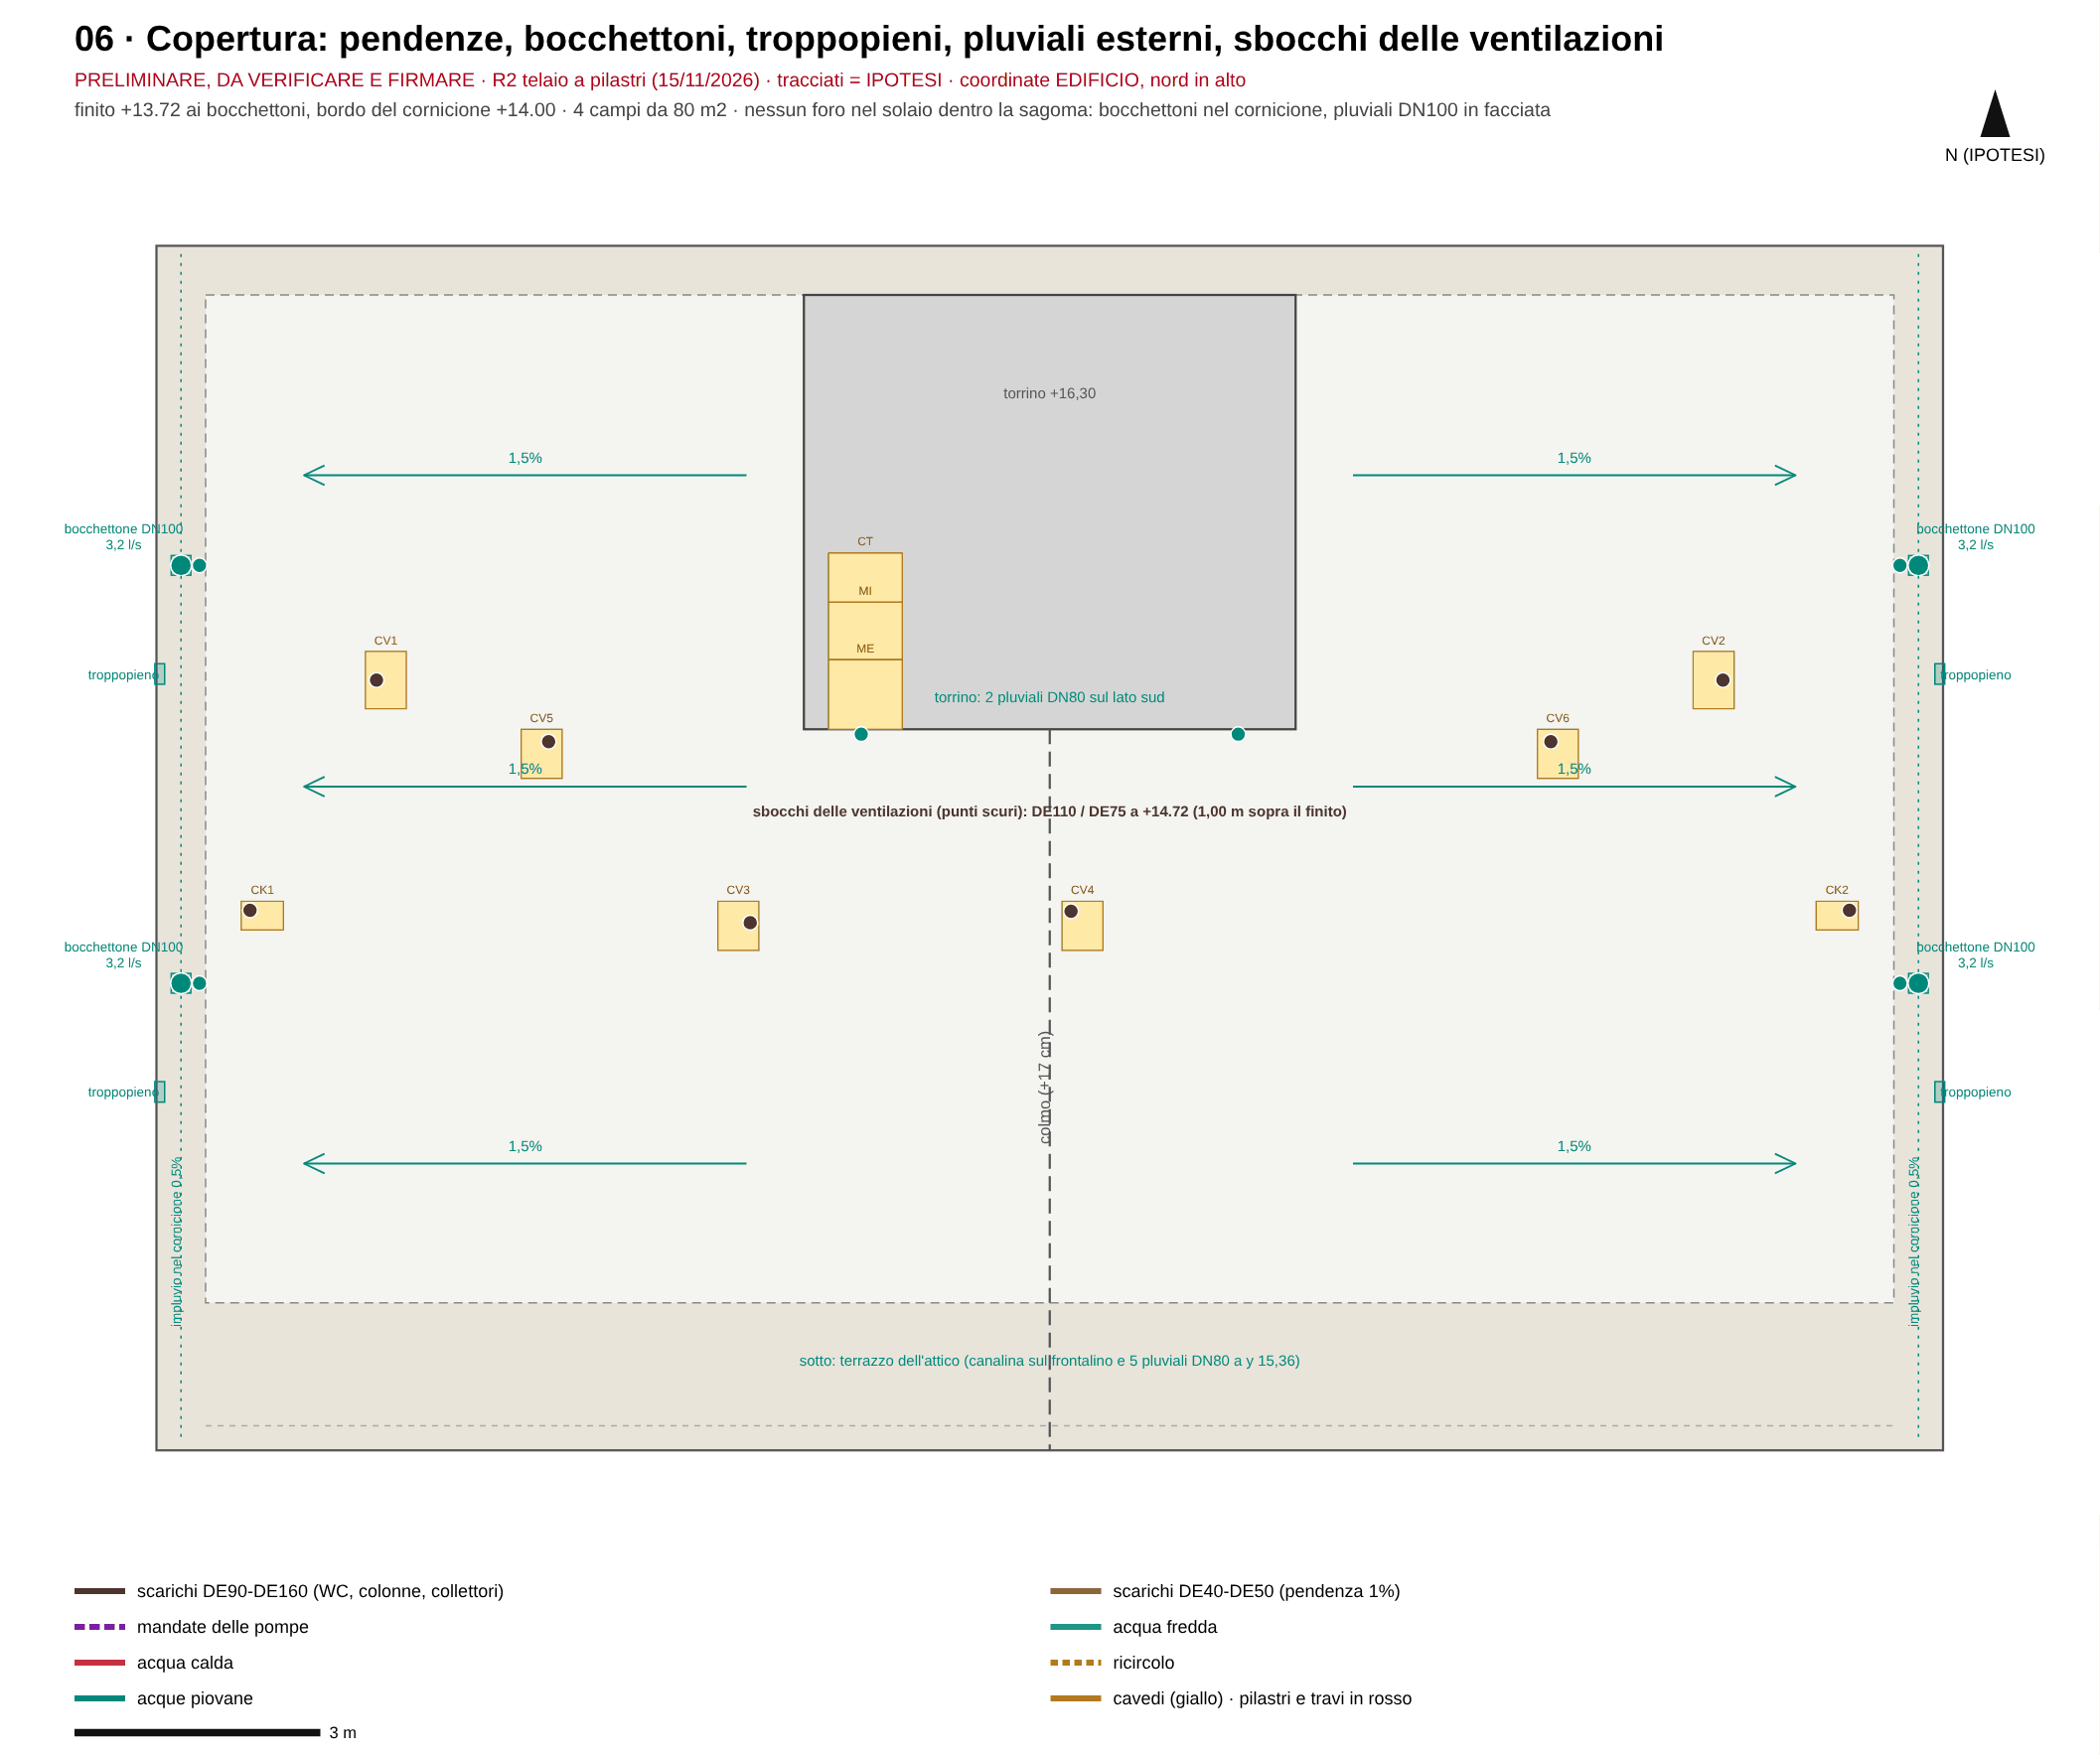 06 · Copertura: pendenze, bocchettoni, troppopieni, pluviali esterni, sbocchi delle ventilazioni
PRELIMINARE, DA VERIFICARE E FIRMARE · R2 telaio a pilastri (15/11/2026) · tracciati = IPOTESI · coordinate EDIFICIO, nord in alto
finito +13.72 ai bocchettoni, bordo del cornicione +14.00 · 4 campi da 80 m2 · nessun foro nel solaio dentro la sagoma: bocchettoni nel cornicione, pluviali DN100 in facciata
N (IPOTESI)
torrino +16,30
1,5%
1,5%
bocchettone DN100
3,2 l/s
bocchettone DN100
3,2 l/s
CT
MI
ME
CV1
CV2
troppopieno
troppopieno
torrino: 2 pluviali DN80 sul lato sud
CV5
CV6
1,5%
1,5%
sbocchi delle ventilazioni (punti scuri): DE110 / DE75 a +14.72 (1,00 m sopra il finito)
CK1
CV3
CV4
CK2
bocchettone DN100
3,2 l/s
bocchettone DN100
3,2 l/s
colmo (+17 cm)
troppopieno
troppopieno
1,5%
1,5%
impluvio nel cornicione 0,5%
impluvio nel cornicione 0,5%
sotto: terrazzo dell'attico (canalina sul frontalino e 5 pluviali DN80 a y 15,36)
scarichi DE90-DE160 (WC, colonne, collettori)
scarichi DE40-DE50 (pendenza 1%)
mandate delle pompe
acqua fredda
acqua calda
ricircolo
acque piovane
cavedi (giallo) · pilastri e travi in rosso
3 m